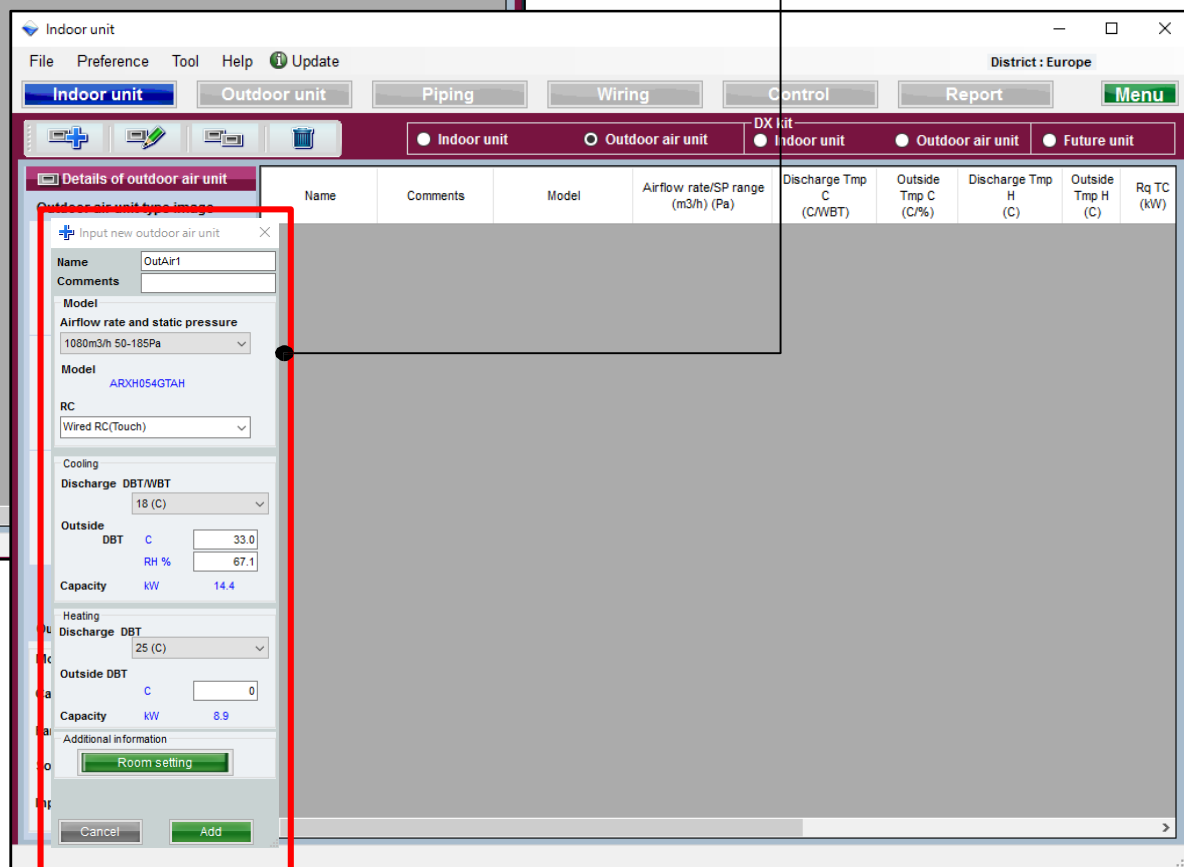 Indoor unit
File Preference Tool Help Update District : Europe
Indoor unit Outdoor unit Piping Wiring Control Report Menu
DX kit
Indoor unit Outdoor air unit Indoor unit Outdoor air unit Future unit
Details of outdoor air unit
Outdoor air unit type image
Name Comments Model Airflow rate/SP range (m3/h) (Pa) Discharge Tmp C (C/WBT) Outside Tmp C (C/%) Discharge Tmp H (C) Outside Tmp H (C) Rq TC (kW)
Input new outdoor air unit
Name OutAir1
Comments
Model
Airflow rate and static pressure
1080m3/h 50-185Pa
Model
ARXH054GTAH
RC
Wired RC(Touch)
Cooling
Discharge DBT/WBT
18 (C)
Outside
DBT C 33.0
RH % 67.1
Capacity kW 14.4
Heating
Discharge DBT
25 (C)
Outside DBT
C 0
Capacity kW 8.9
Additional information
Room setting
Cancel Add